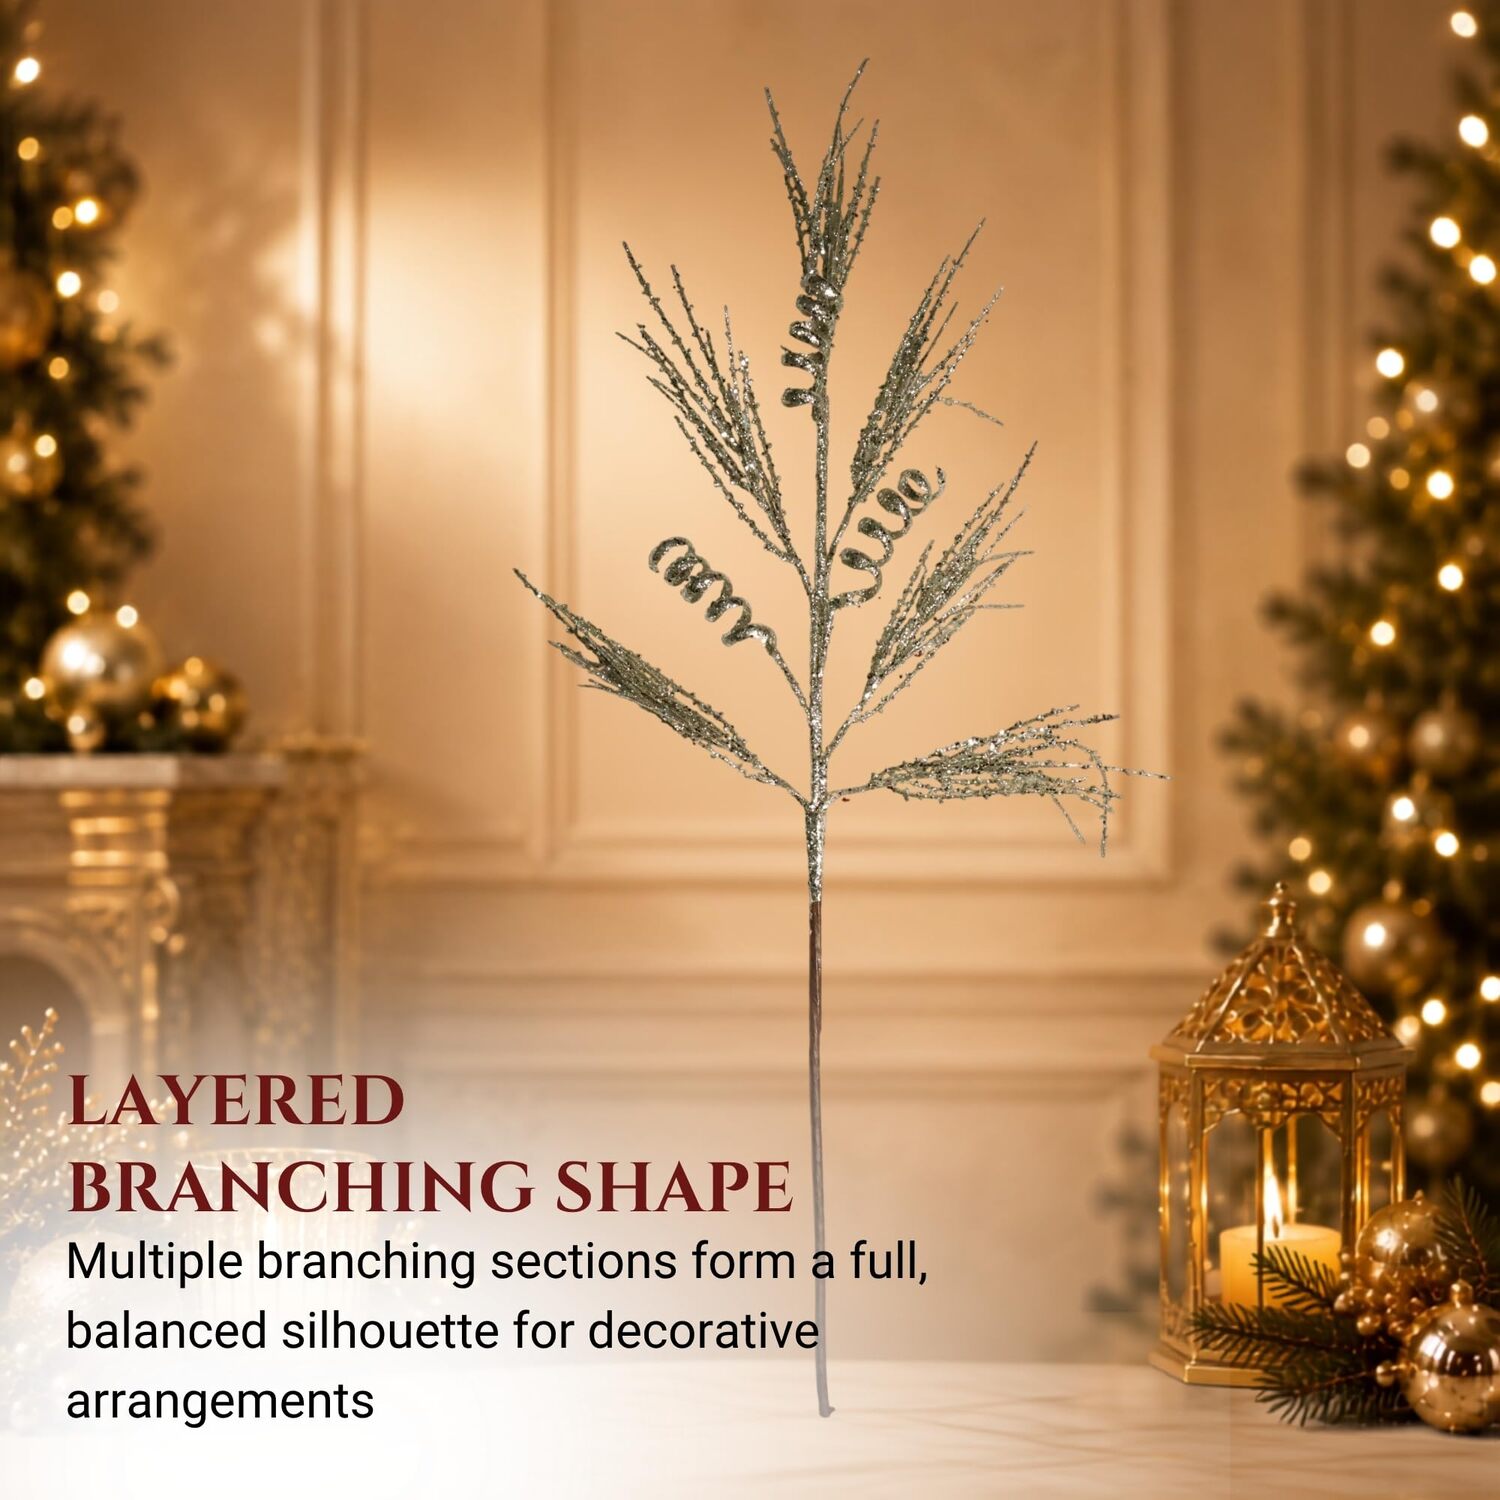 LAYERED
BRANCHING SHAPE
Multiple branching sections form a full,
balanced silhouette for decorative
arrangements